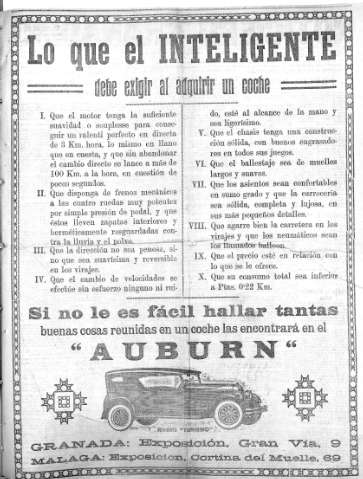 Lo que el INTELIGENTE
debe exigir al adquirir un coche
I. Que el motor tenga la suficiente
suavidad o souplesse para conse-
guir un ralenti perfecto en directa
de 3 Km. hora, lo mismo en llano
que en cuesta, y que sin abandonar
el cambio directo se lance a más de
100 Km. a la hora, en cuestión de
pocos segundos.
II. Que disponga de frenos mecánicos
a las cuatro ruedas muy potentes
por simple presión de pedal, y que
éstos lleven zapatas interiores y
herméticamente resguardadas contra
la lluvia y el polvo.
III. Que la dirección no sea penosa, si-
no que sea suavísima y reversible
en los virajes.
IV. Que el cambio de velocidades se
efectúe sin esfuerzo ninguno ni rui-
do, esté al alcance de la mano y
sea ligerísimo.
V. Que el chasis tenga una construc-
ción sólida, con buenos engrasado-
res en todos sus juegos.
VI. Que el ballestaje sea de muelles
largos y suaves.
VII. Que los asientos sean confortables
en sumo grado y que la carrocería
sea sólida, completa y lujosa, en
sus más pequeños detalles.
VIII. Que agarre bien la carretera en los
virajes y que los neumáticos sean
los llamados balloon.
IX. Que el precio esté en relación con
lo que se le ofrece.
X. Que su consumo total sea inferior
a Ptas. 0'22 Km.
Si no le es fácil hallar tantas
buenas cosas reunidas en un coche las encontrará en el
"AUBURN"
"TURISMO"
GRANADA: Exposición, Gran Vía, 9
MALAGA: Exposición, Cortina del Muelle, 69